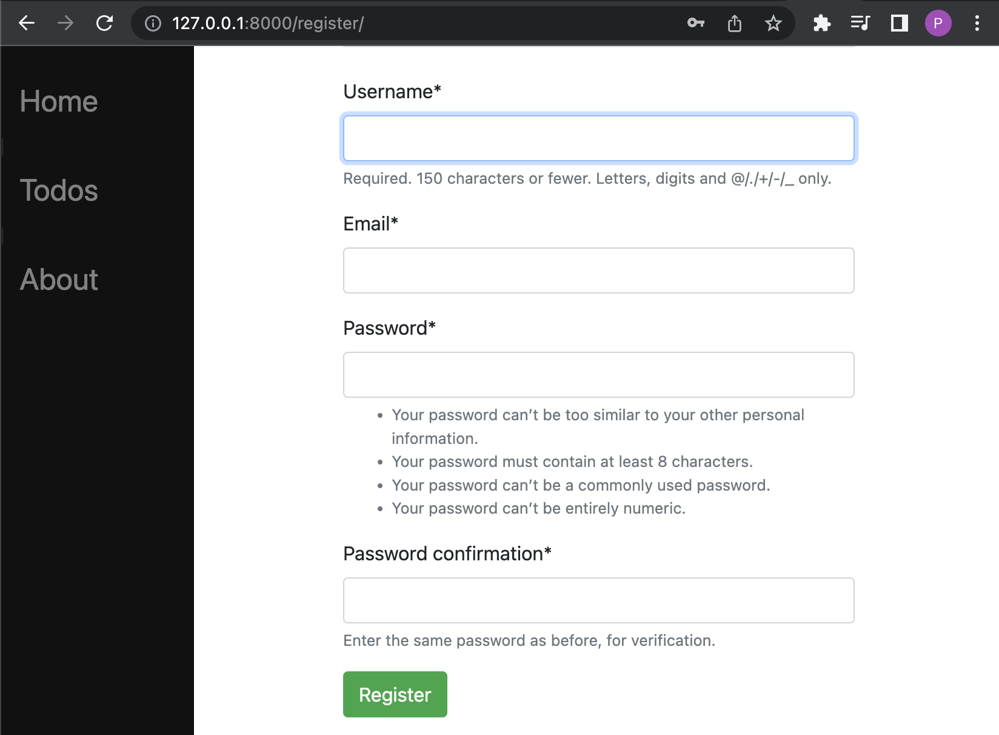 127.0.0.1:8000/register/
P
Home
Todos
About
Username*
Required. 150 characters or fewer. Letters, digits and @/./+/-/_ only.
Email*
Password*
• Your password can’t be too similar to your other personal
information.
• Your password must contain at least 8 characters.
• Your password can’t be a commonly used password.
• Your password can’t be entirely numeric.
Password confirmation*
Enter the same password as before, for verification.
Register